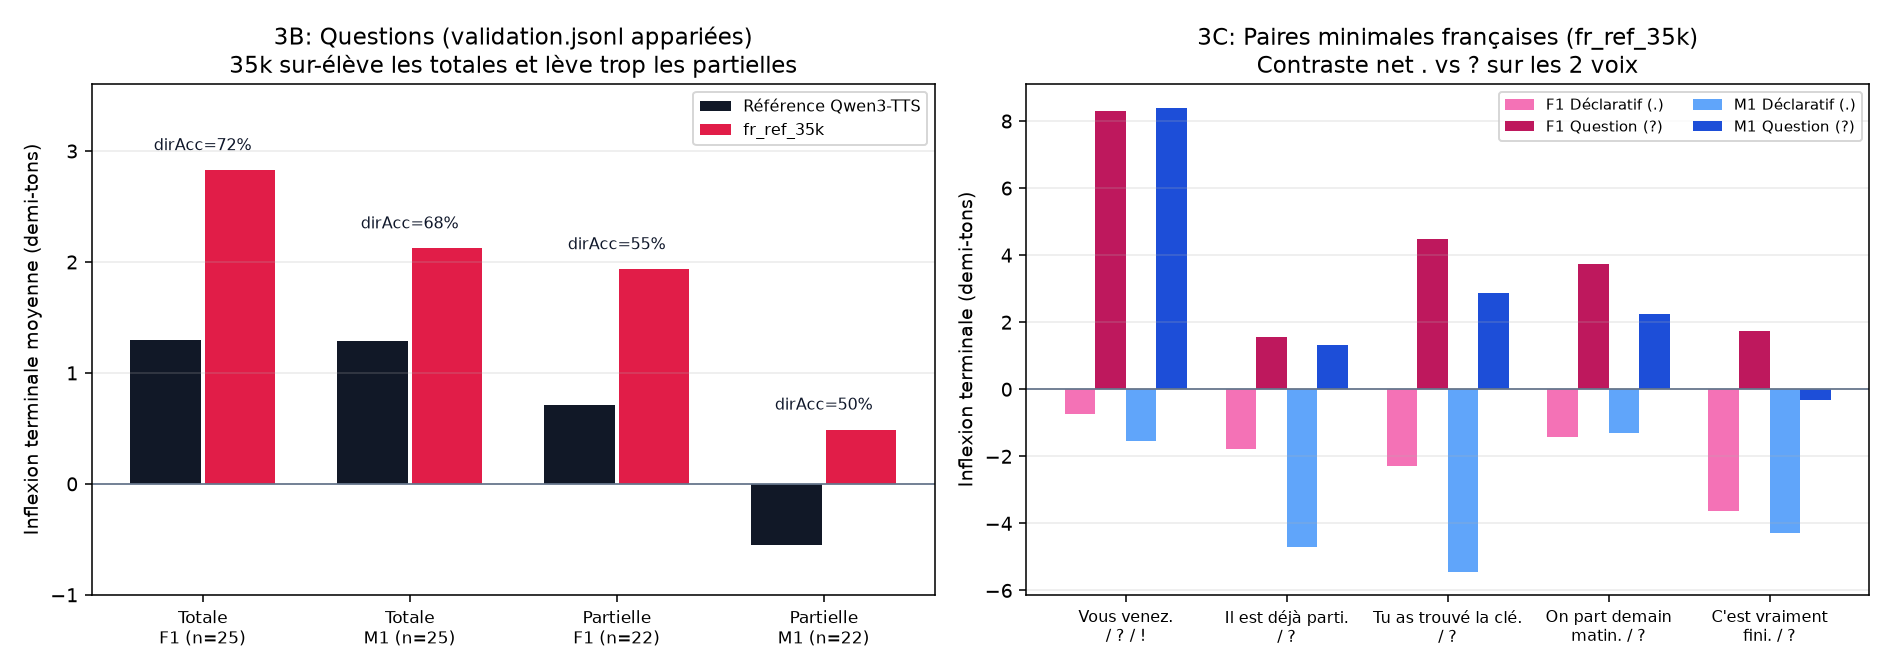 3B: Questions (validation.jsonl appariées)
35k sur-élève les totales et lève trop les partielles
Inflexion terminale moyenne (demi-tons)
3
2
1
0
−1
Référence Qwen3-TTS
fr_ref_35k
dirAcc=72%
dirAcc=68%
dirAcc=55%
dirAcc=50%
Totale
F1 (n=25)
Totale
M1 (n=25)
Partielle
F1 (n=22)
Partielle
M1 (n=22)
3C: Paires minimales françaises (fr_ref_35k)
Contraste net . vs ? sur les 2 voix
Inflexion terminale (demi-tons)
8
6
4
2
0
−2
−4
−6
F1 Déclaratif (.)
F1 Question (?)
M1 Déclaratif (.)
M1 Question (?)
Vous venez.
/ ? / !
Il est déjà parti.
/ ?
Tu as trouvé la clé.
/ ?
On part demain
matin. / ?
C'est vraiment
fini. / ?